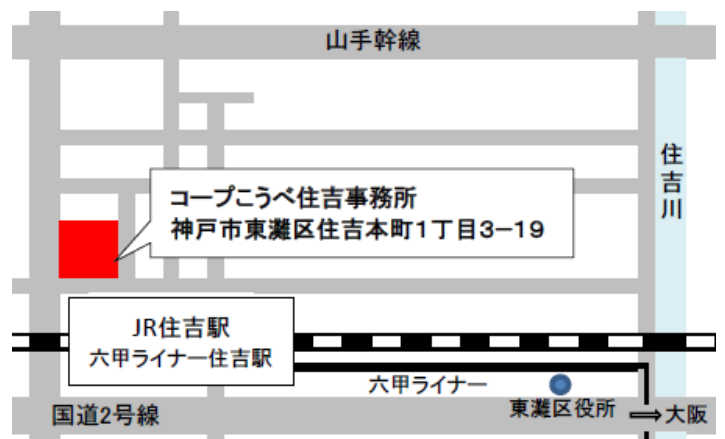 山手幹線
住吉川
コープこうべ住吉事務所
神戸市東灘区住吉本町1丁目3−19
JR住吉駅
六甲ライナー住吉駅
六甲ライナー
東灘区役所
国道2号線
⇒大阪